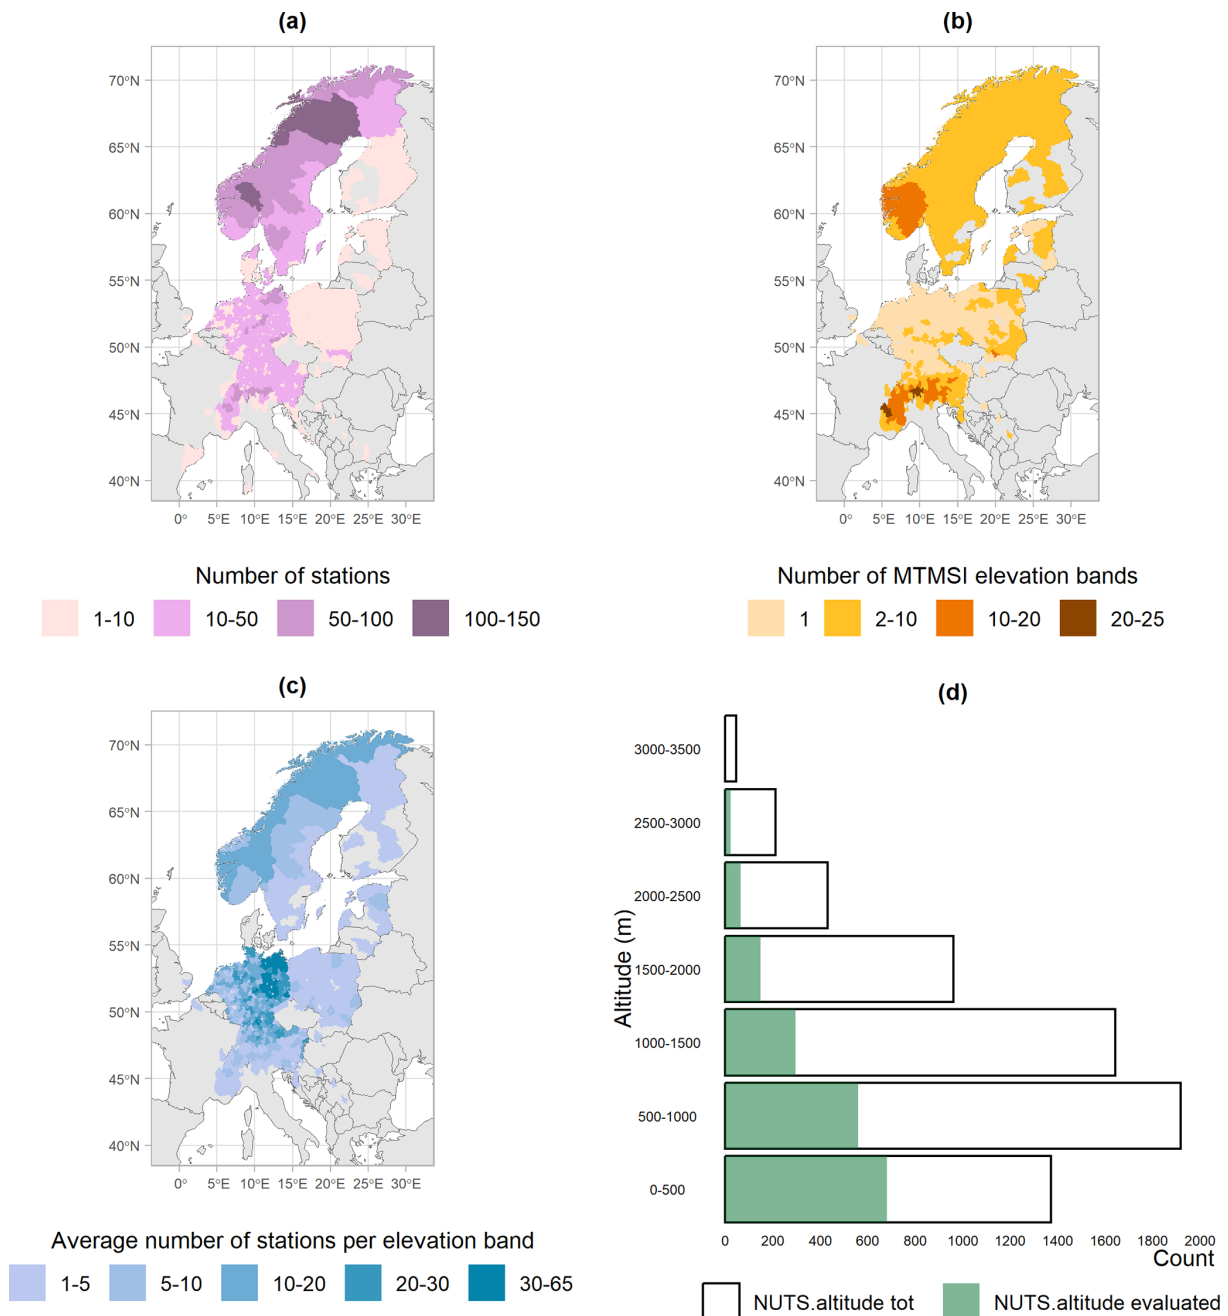 (a)
(b)
70°N
65°N
60°N
55°N
50°N
45°N
40°N
0° 5°E 10°E 15°E 20°E 25°E 30°E
70°N
65°N
60°N
55°N
50°N
45°N
40°N
0° 5°E 10°E 15°E 20°E 25°E 30°E
Number of stations
1-10 10-50 50-100 100-150
Number of MTMSI elevation bands
1 2-10 10-20 20-25
(c)
(d)
70°N
65°N
60°N
55°N
50°N
45°N
40°N
0° 5°E 10°E 15°E 20°E 25°E 30°E
Average number of stations per elevation band
1-5 5-10 10-20 20-30 30-65
Altitude (m)
3000-3500
2500-3000
2000-2500
1500-2000
1000-1500
500-1000
0-500
0 200 400 600 800 1000 1200 1400 1600 1800 2000
Count
NUTS.altitude tot NUTS.altitude evaluated